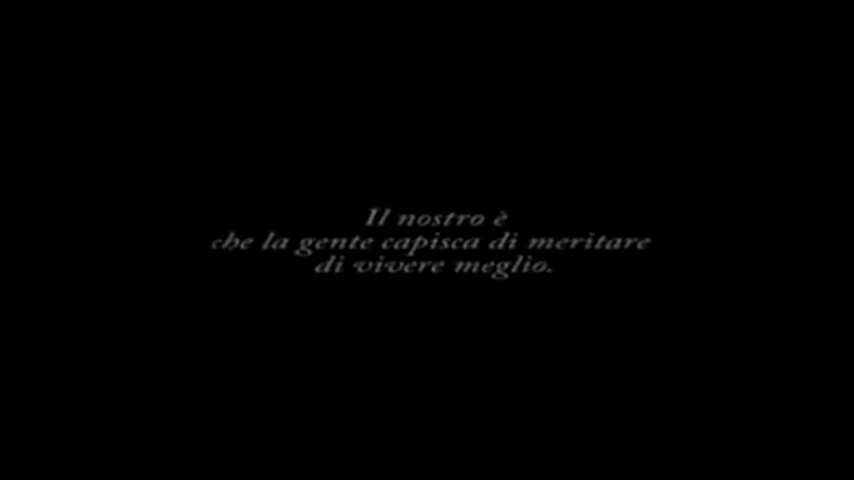 Il nostro è
che la gente capisca di meritare
di vivere meglio.